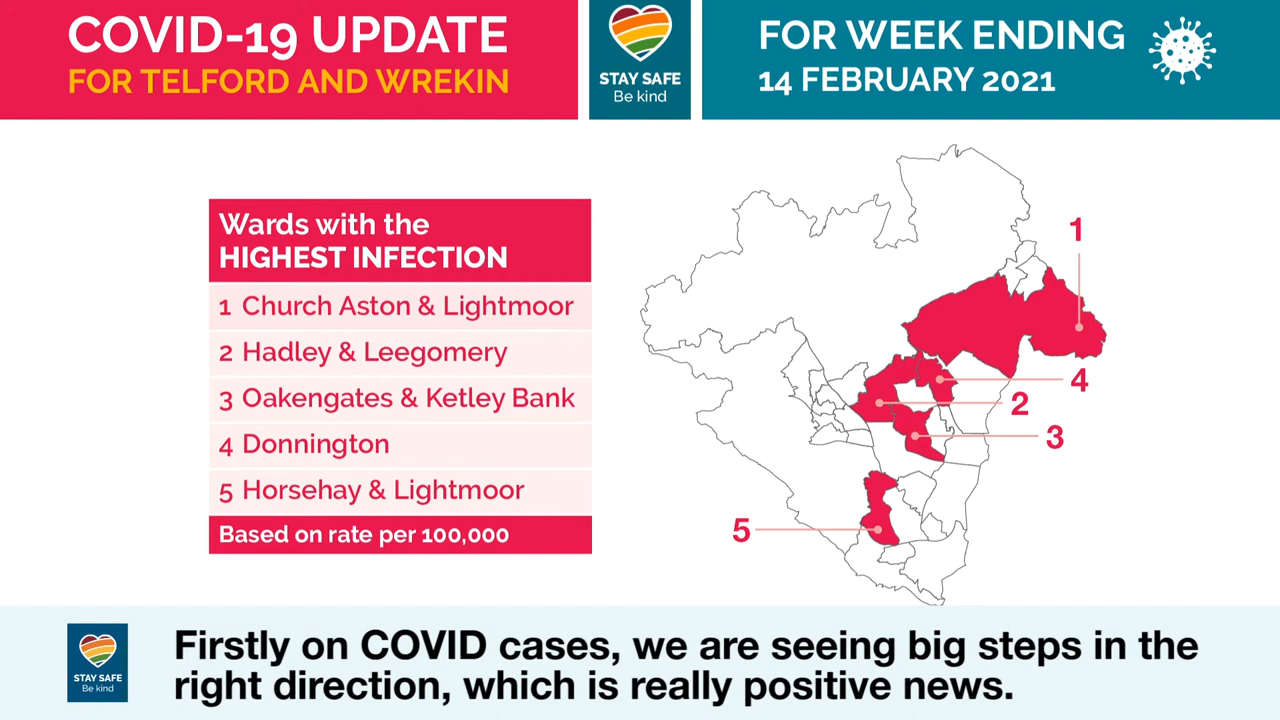 COVID-19 UPDATE
FOR TELFORD AND WREKIN
STAY SAFE
Be kind
FOR WEEK ENDING
14 FEBRUARY 2021
Wards with the
HIGHEST INFECTION
1 Church Aston & Lightmoor
2 Hadley & Leegomery
3 Oakengates & Ketley Bank
4 Donnington
5 Horsehay & Lightmoor
Based on rate per 100,000
1
4
2
3
5
STAY SAFE
Be kind
Firstly on COVID cases, we are seeing big steps in the
right direction, which is really positive news.